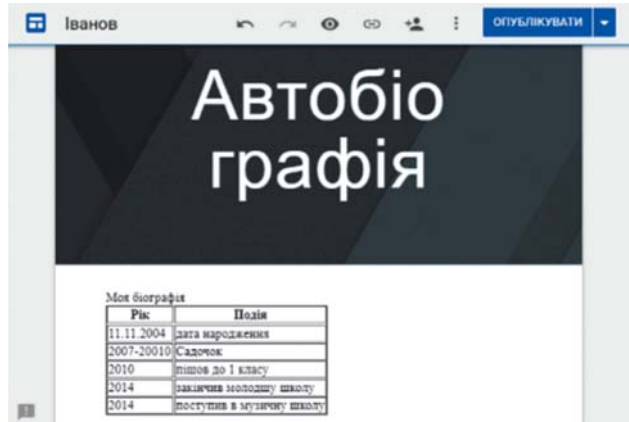 Іванов
ОПУБЛІКУВАТИ
Автобіо
графія
Моя біографія
Рік Подія
11.11.2004 дата народження
2007-20010 Садочок
2010 пішов до 1 класу
2014 закінчив молодшу школу
2014 поступив в музичну школу